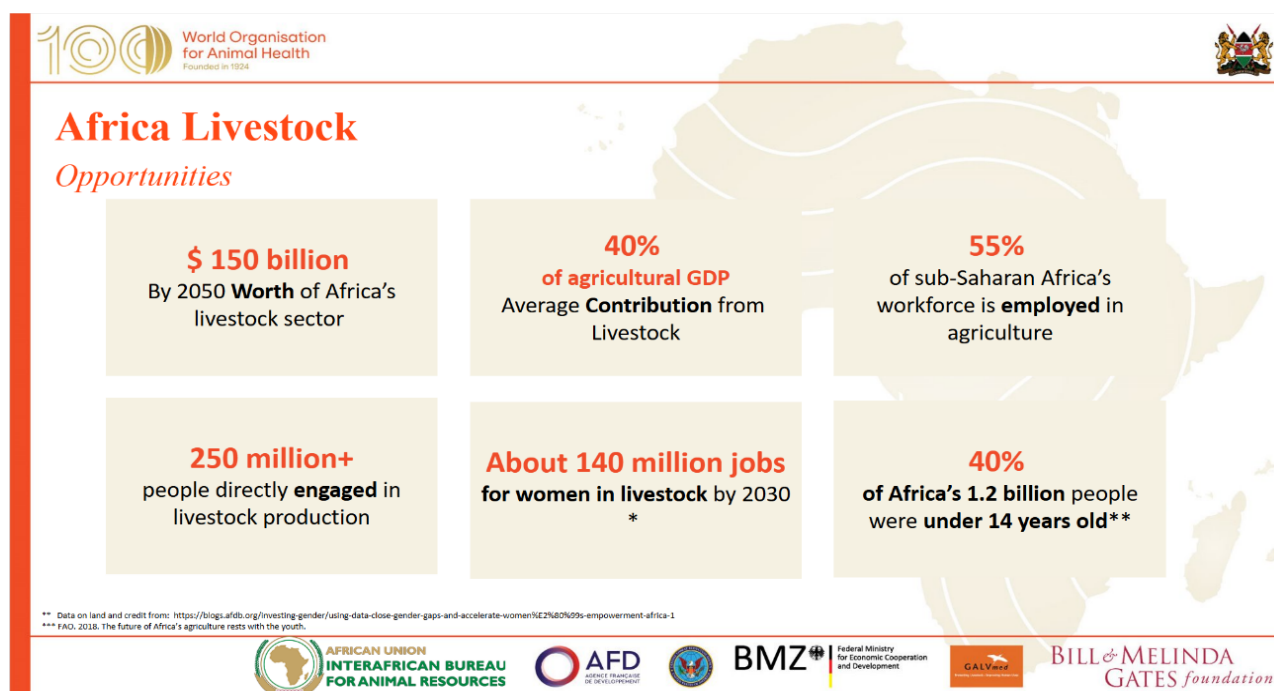 100
World Organisation
for Animal Health
Founded in 1924
Africa Livestock
Opportunities
$ 150 billion
By 2050 Worth of Africa's
livestock sector
40%
of agricultural GDP
Average Contribution from
Livestock
55%
of sub-Saharan Africa's
workforce is employed in
agriculture
250 million+
people directly engaged in
livestock production
About 140 million jobs
for women in livestock by 2030
*
40%
of Africa's 1.2 billion people
were under 14 years old**
** Data on land and credit from: https://blogs.afdb.org/investing-gender/using-data-close-gender-gaps-and-accelerate-women%E2%80%99s-empowerment-africa-1
*** FAO. 2018. The future of Africa's agriculture rests with the youth.
AFRICAN UNION
INTERAFRICAN BUREAU
FOR ANIMAL RESOURCES
AFD
AGENCE FRANÇAISE
DE DÉVELOPPEMENT
BMZ
Federal Ministry
for Economic Cooperation
and Development
GALVmed
BILL & MELINDA
GATES foundation